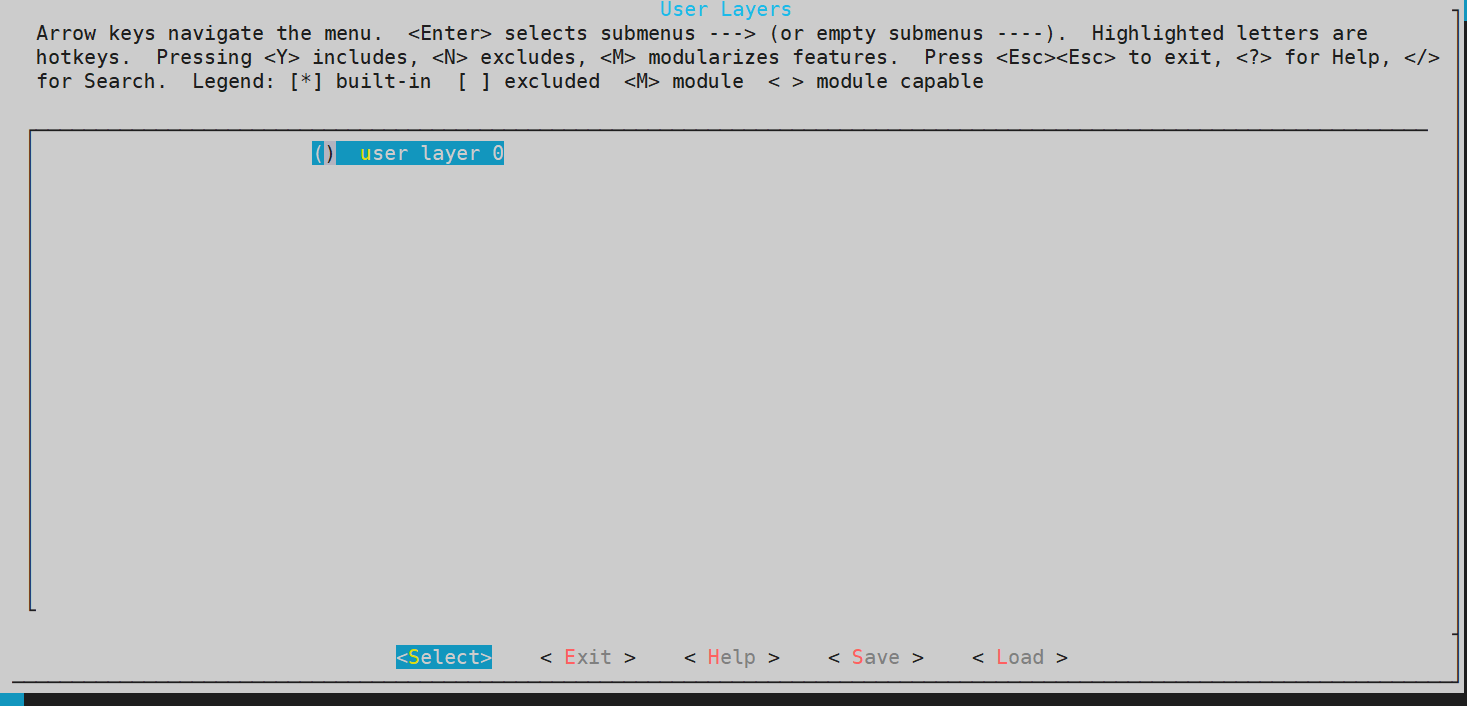 User Layers
Arrow keys navigate the menu.  <Enter> selects submenus ---> (or empty submenus ----).  Highlighted letters are
hotkeys.  Pressing <Y> includes, <N> excludes, <M> modularizes features.  Press <Esc><Esc> to exit, <?> for Help, </>
for Search.  Legend: [*] built-in  [ ] excluded  <M> module  < > module capable
()  user layer 0
<Select>    < Exit >    < Help >    < Save >    < Load >